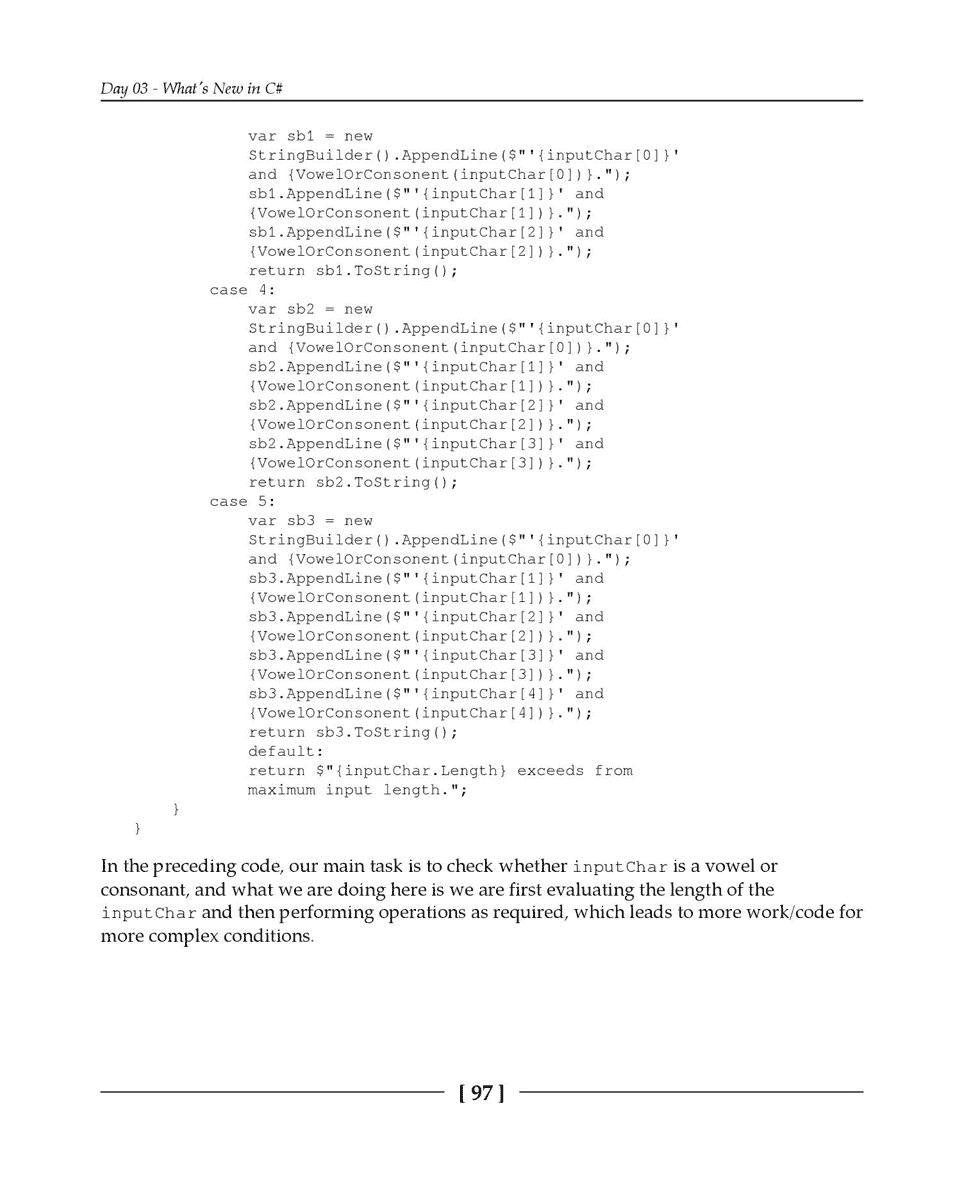 Day 03 - What's New in C#
var sb1 = new
StringBuilder().AppendLine($"'{inputChar[0]}'
and {VowelOrConsonent(inputChar[0])}.");
sb1.AppendLine($"'{inputChar[1]}' and
{VowelOrConsonent(inputChar[1])}.");
sb1.AppendLine($"'{inputChar[2]}' and
{VowelOrConsonent(inputChar[2])}.");
return sb1.ToString();
case 4:
var sb2 = new
StringBuilder().AppendLine($"'{inputChar[0]}'
and {VowelOrConsonent(inputChar[0])}.");
sb2.AppendLine($"'{inputChar[1]}' and
{VowelOrConsonent(inputChar[1])}.");
sb2.AppendLine($"'{inputChar[2]}' and
{VowelOrConsonent(inputChar[2])}.");
sb2.AppendLine($"'{inputChar[3]}' and
{VowelOrConsonent(inputChar[3])}.");
return sb2.ToString();
case 5:
var sb3 = new
StringBuilder().AppendLine($"'{inputChar[0]}'
and {VowelOrConsonent(inputChar[0])}.");
sb3.AppendLine($"'{inputChar[1]}' and
{VowelOrConsonent(inputChar[1])}.");
sb3.AppendLine($"'{inputChar[2]}' and
{VowelOrConsonent(inputChar[2])}.");
sb3.AppendLine($"'{inputChar[3]}' and
{VowelOrConsonent(inputChar[3])}.");
sb3.AppendLine($"'{inputChar[4]}' and
{VowelOrConsonent(inputChar[4])}.");
return sb3.ToString();
default:
return $"{inputChar.Length} exceeds from
maximum input length.";
}
}
In the preceding code, our main task is to check whether inputChar is a vowel or
consonant, and what we are doing here is we are first evaluating the length of the
inputChar and then performing operations as required, which leads to more work/code for
more complex conditions.
[ 97 ]